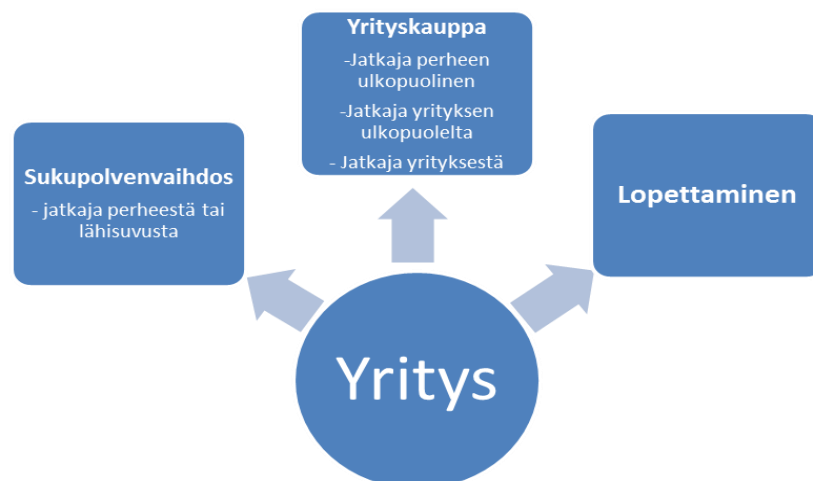 Yrityskauppa
-Jatkaja perheen
ulkopuolinen
-Jatkaja yrityksen
ulkopuolelta
- Jatkaja yrityksestä
Sukupolvenvaihdos
- jatkaja perheestä tai
lähisuvusta
Lopettaminen
Yritys